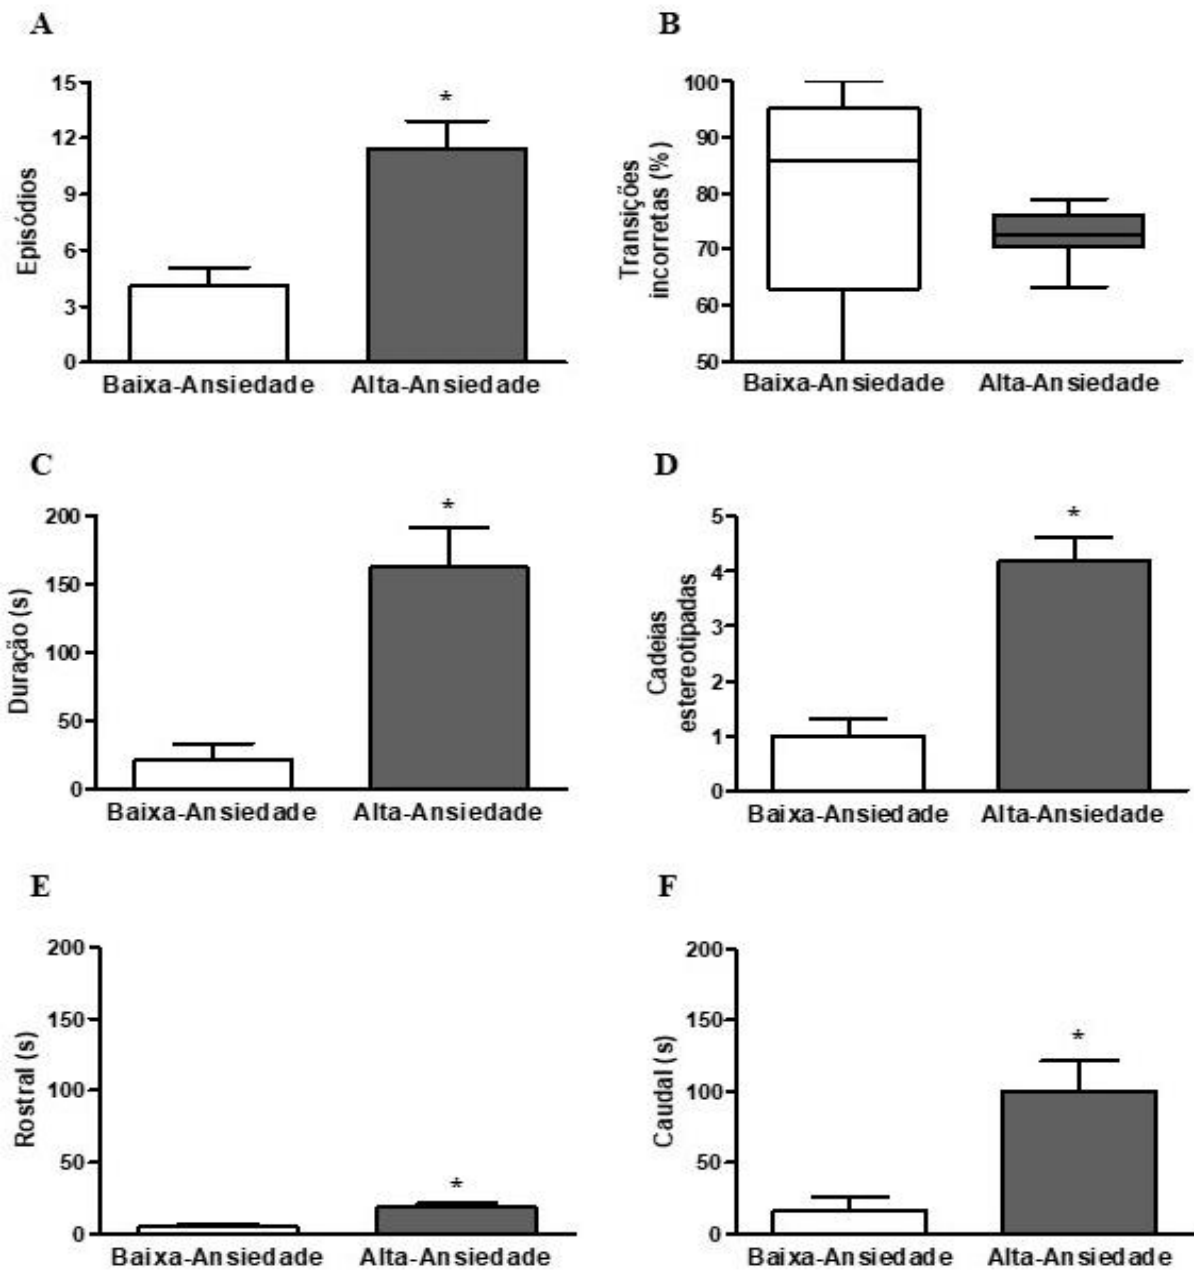 A
B
Episódios
15
12
9
6
3
0
*
Baixa-Ansiedade
Alta-Ansiedade
Transições
incorretas (%)
100
90
80
70
60
50
Baixa-Ansiedade
Alta-Ansiedade
C
D
Duração (s)
200
150
100
50
0
*
Baixa-Ansiedade
Alta-Ansiedade
Cadeias
estereotipadas
5
4
3
2
1
0
*
Baixa-Ansiedade
Alta-Ansiedade
E
F
Rostral (s)
200
150
100
50
0
*
Baixa-Ansiedade
Alta-Ansiedade
Caudal (s)
200
150
100
50
0
*
Baixa-Ansiedade
Alta-Ansiedade